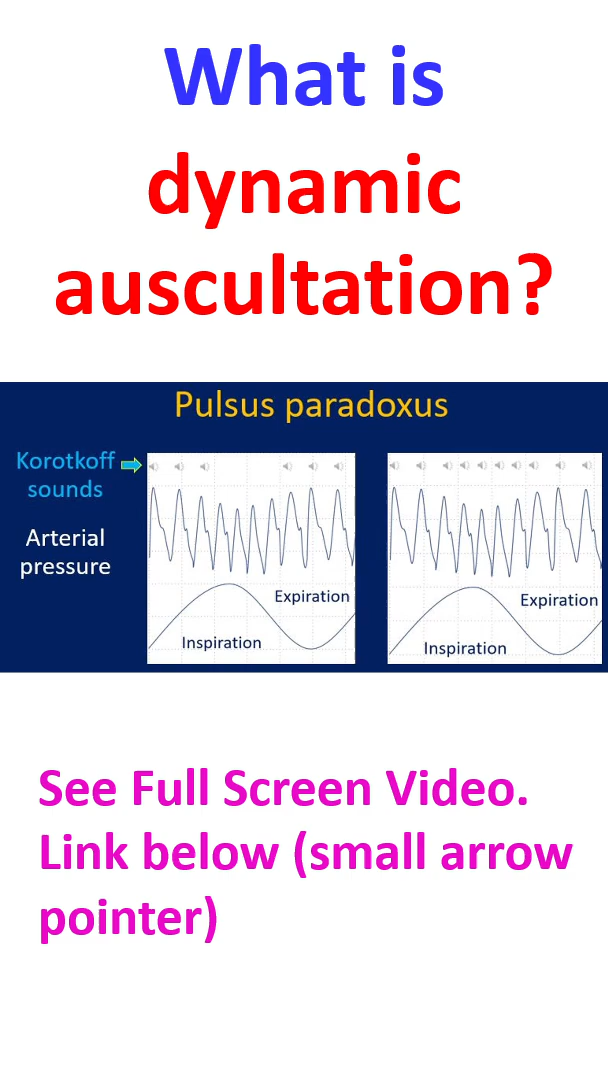 What is
dynamic
auscultation?
Pulsus paradoxus
Korotkoff
sounds
Arterial
pressure
Expiration
Inspiration
Expiration
Inspiration
See Full Screen Video.
Link below (small arrow
pointer)